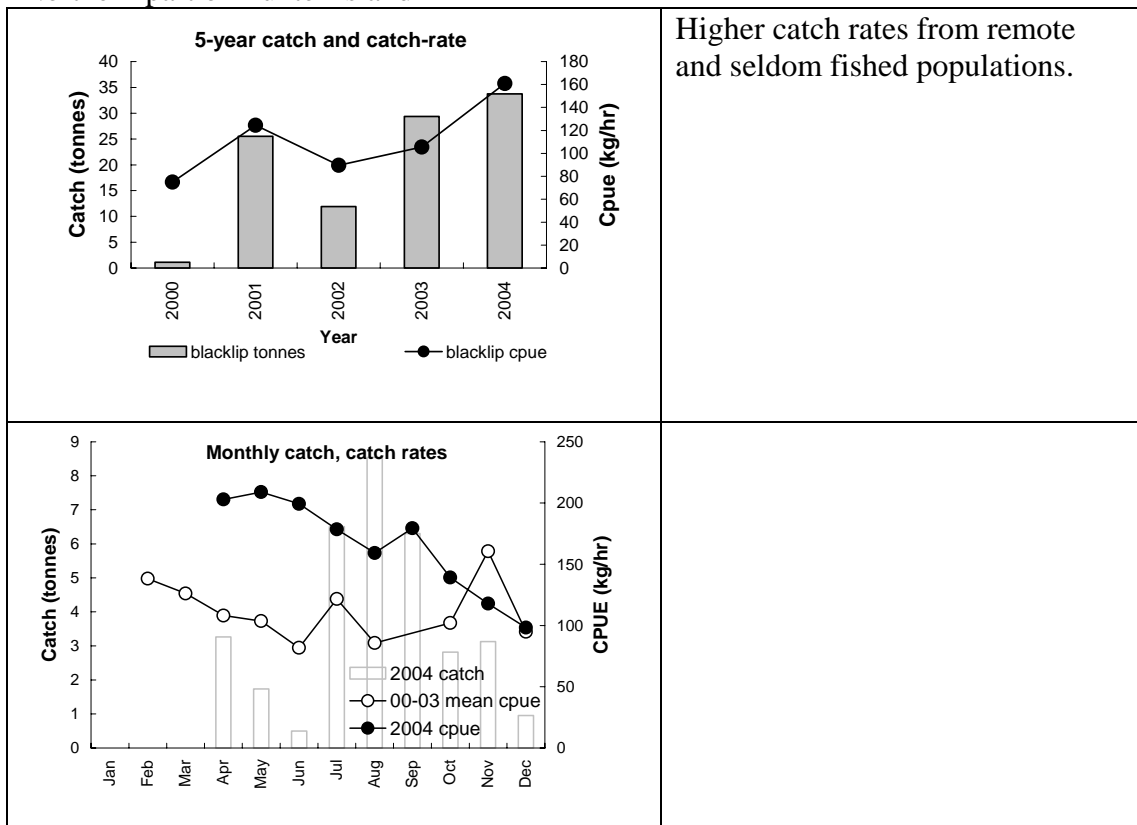 5-year catch and catch-rate
Higher catch rates from remote
and seldom fished populations.
Catch (tonnes)
40
35
30
25
20
15
10
5
0
Cpue (kg/hr)
180
160
140
120
100
80
60
40
20
0
2000
2001
2002
2003
2004
Year
blacklip tonnes
blacklip cpue
Monthly catch, catch rates
Catch (tonnes)
9
8
7
6
5
4
3
2
1
0
CPUE (kg/hr)
250
200
150
100
50
0
2004 catch
00-03 mean cpue
2004 cpue
Jan
Feb
Mar
Apr
May
Jun
Jul
Aug
Sep
Oct
Nov
Dec